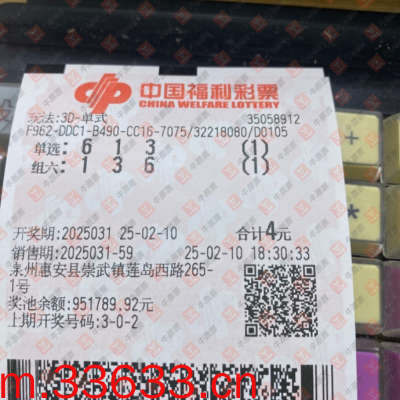 中国福利彩票
CHINA WELFARE LOTTERY
玩法:3D-单式 35058912
F962-DDC1-B490-CC16-7075/32218080/D0105
单选: 6 1 3 (1)
组六: 1 3 6 (1)
开奖期:2025031 25-02-10 合计4元
销售期:2025031-59 25-02-10 18:30:33
泉州惠安县崇武镇莲岛西路265-
1号
奖池余额:951789.92元
上期开奖号码:3-0-2
m.33633.cn